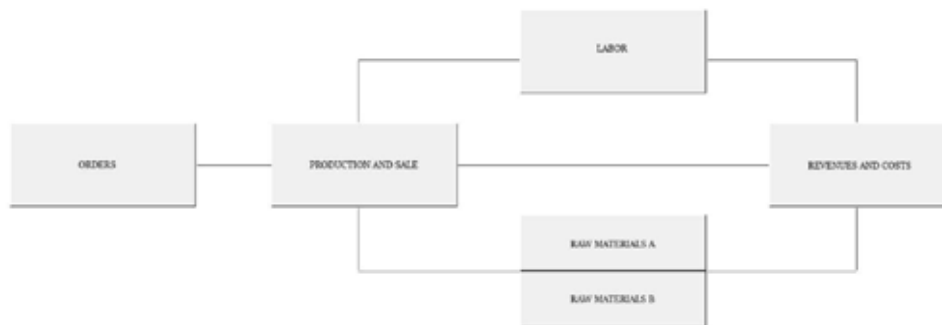 LABOR
ORDERS
PRODUCTION AND SALE
REVENUES AND COSTS
RAW MATERIALS A
RAW MATERIALS B